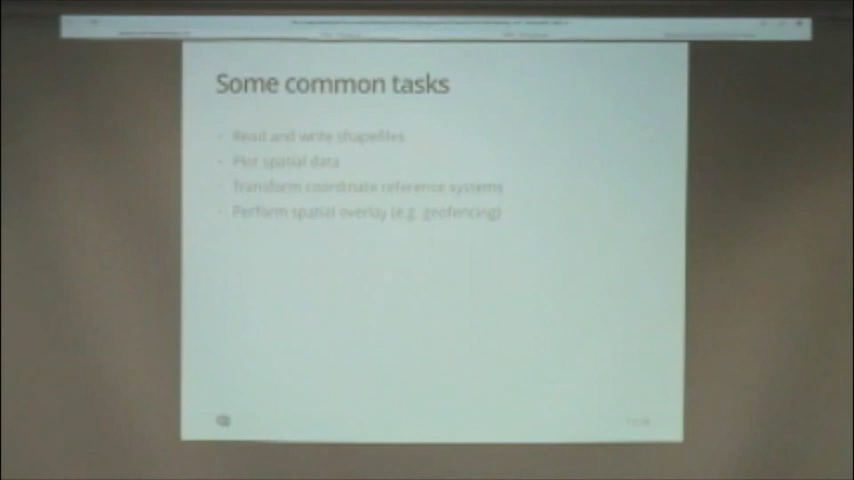 Some common tasks
Read and write shapefiles
Plot spatial data
Transform coordinate reference systems
Perform spatial overlay (e.g. geofencing)